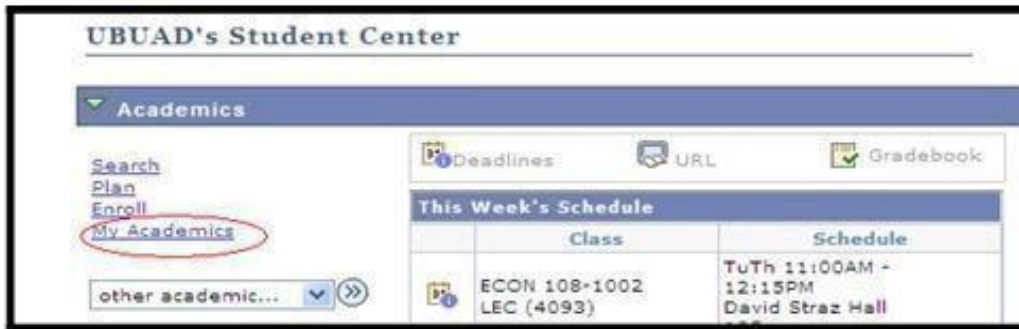 UBUAD's Student Center
Academics
Search
Plan
Enroll
My Academics
other academic...
Deadlines
URL
Gradebook
This Week's Schedule
Class
Schedule
ECON 108-1002
LEC (4093)
TuTh 11:00AM -
12:15PM
David Straz Hall